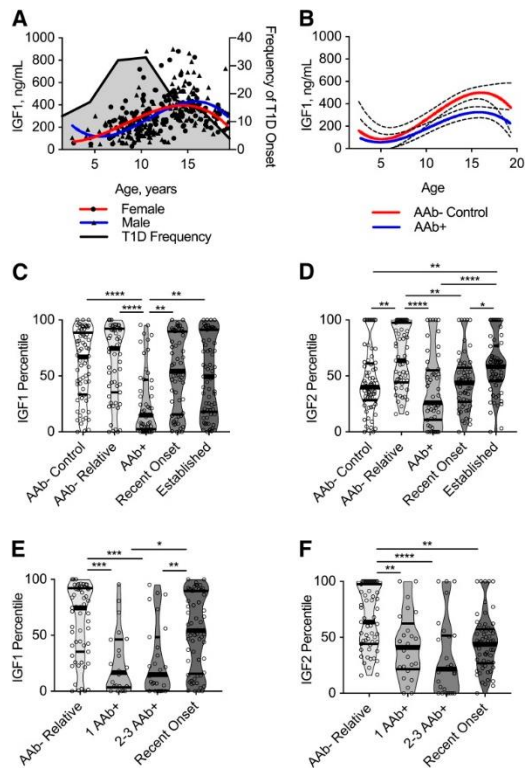 A
B
1000
800
600
400
200
0
IGF1, ng/mL
40
30
20
10
0
Frequency of T1D Onset
5
10
15
Age, years
Female
Male
T1D Frequency
1000
800
600
400
200
0
IGF1, ng/mL
5
10
15
20
Age
AAb- Control
AAb+
C
D
****
****
**
**
100
50
0
IGF1 Percentile
AAb- Control
AAb- Relative
AAb+
Recent Onset
Established
**
****
**
**
****
*
100
50
0
IGF2 Percentile
AAb- Control
AAb- Relative
AAb+
Recent Onset
Established
E
F
*
***
***
**
100
50
0
IGF1 Percentile
AAb- Relative
1 AAb+
2-3 AAb+
Recent Onset
**
****
**
100
50
0
IGF2 Percentile
AAb- Relative
1 AAb+
2-3 AAb+
Recent Onset